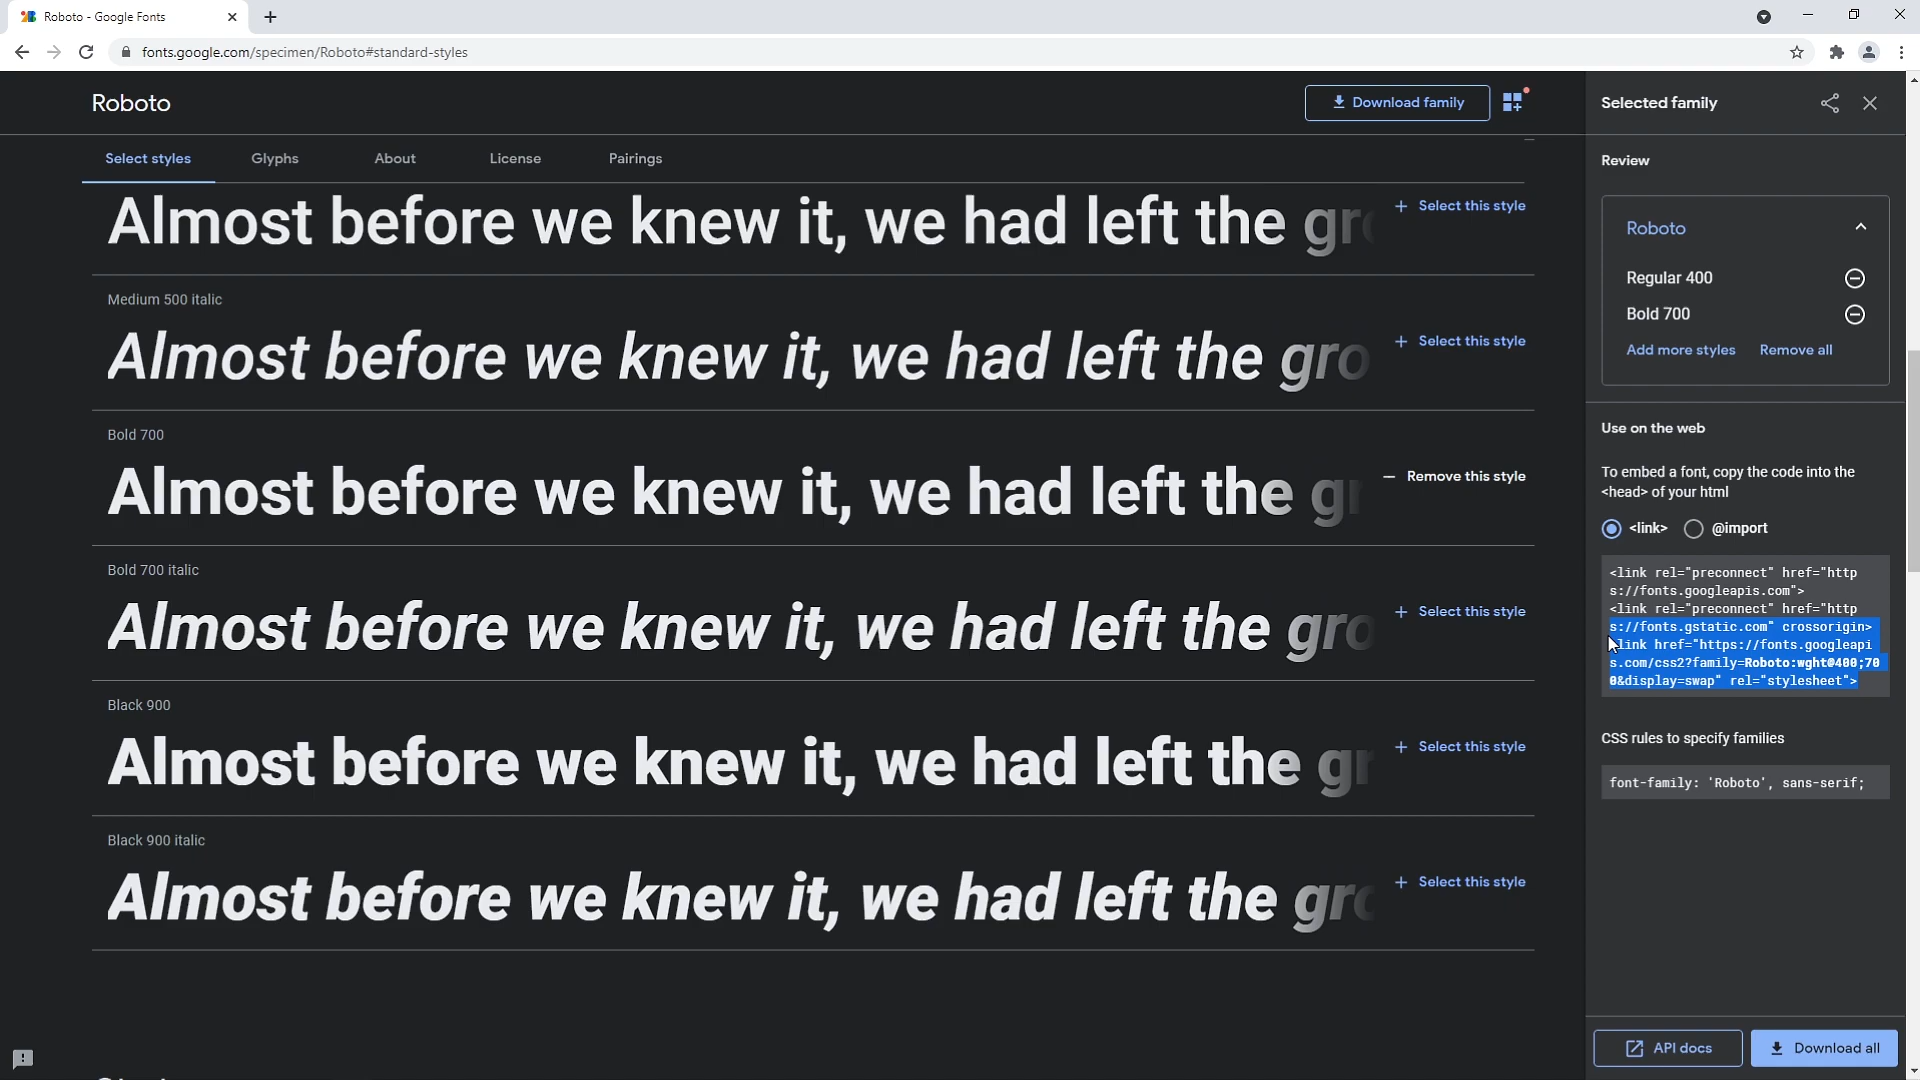 Roboto - Google Fonts
fonts.google.com/specimen/Roboto#standard-styles
Roboto
Download family
Select styles
Glyphs
About
License
Pairings
Almost before we knew it, we had left the gro
Select this style
Medium 500 italic
Almost before we knew it, we had left the gro
Select this style
Bold 700
Almost before we knew it, we had left the gr
Remove this style
Bold 700 italic
Almost before we knew it, we had left the gro
Select this style
Black 900
Almost before we knew it, we had left the gr
Select this style
Black 900 italic
Almost before we knew it, we had left the gro
Select this style
Selected family
Review
Roboto
Regular 400
Bold 700
Add more styles Remove all
Use on the web
To embed a font, copy the code into the
<head> of your html
<link> @import
<link rel="preconnect" href="http
s://fonts.googleapis.com">
<link rel="preconnect" href="http
s://fonts.gstatic.com" crossorigin>
<link href="https://fonts.googleapi
s.com/css2?family=Roboto:wght@400;70
0&display=swap" rel="stylesheet">
CSS rules to specify families
font-family: 'Roboto', sans-serif;
API docs
Download all